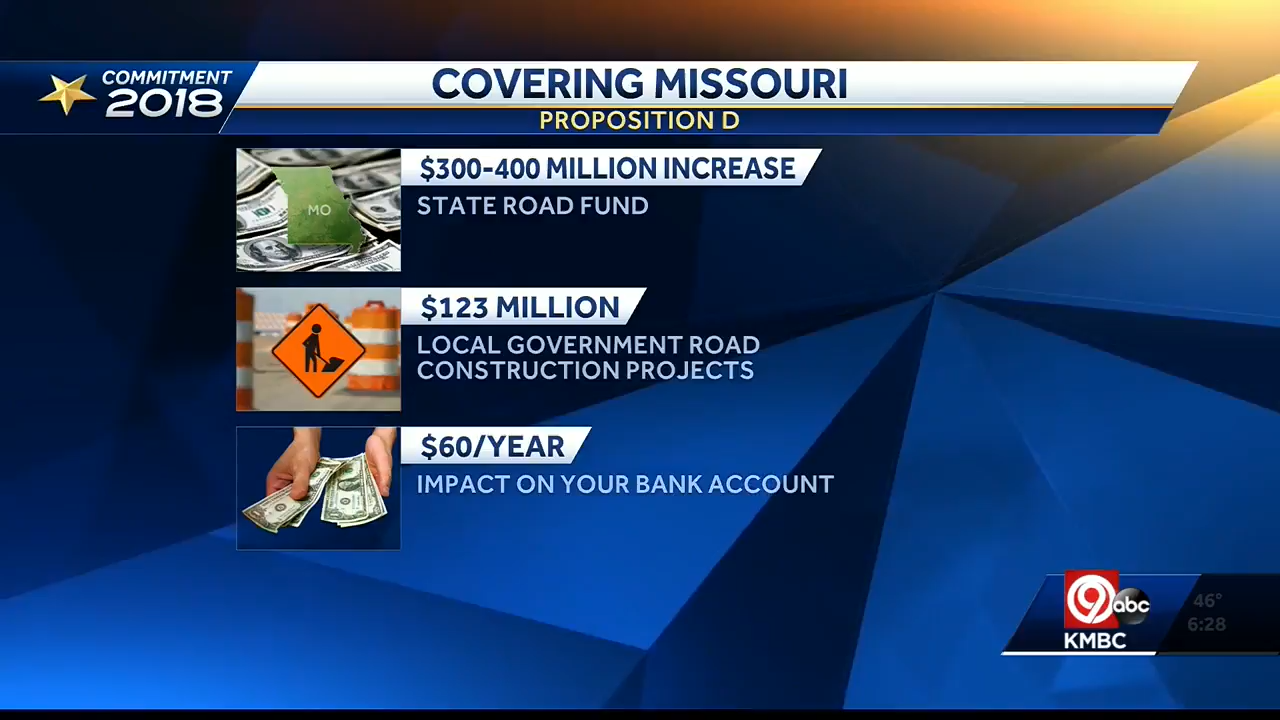 COMMITMENT
2018
COVERING MISSOURI
PROPOSITION D
MO
$300-400 MILLION INCREASE
STATE ROAD FUND
$123 MILLION
LOCAL GOVERNMENT ROAD
CONSTRUCTION PROJECTS
$60/YEAR
IMPACT ON YOUR BANK ACCOUNT
9 abc
KMBC
46°
6:28